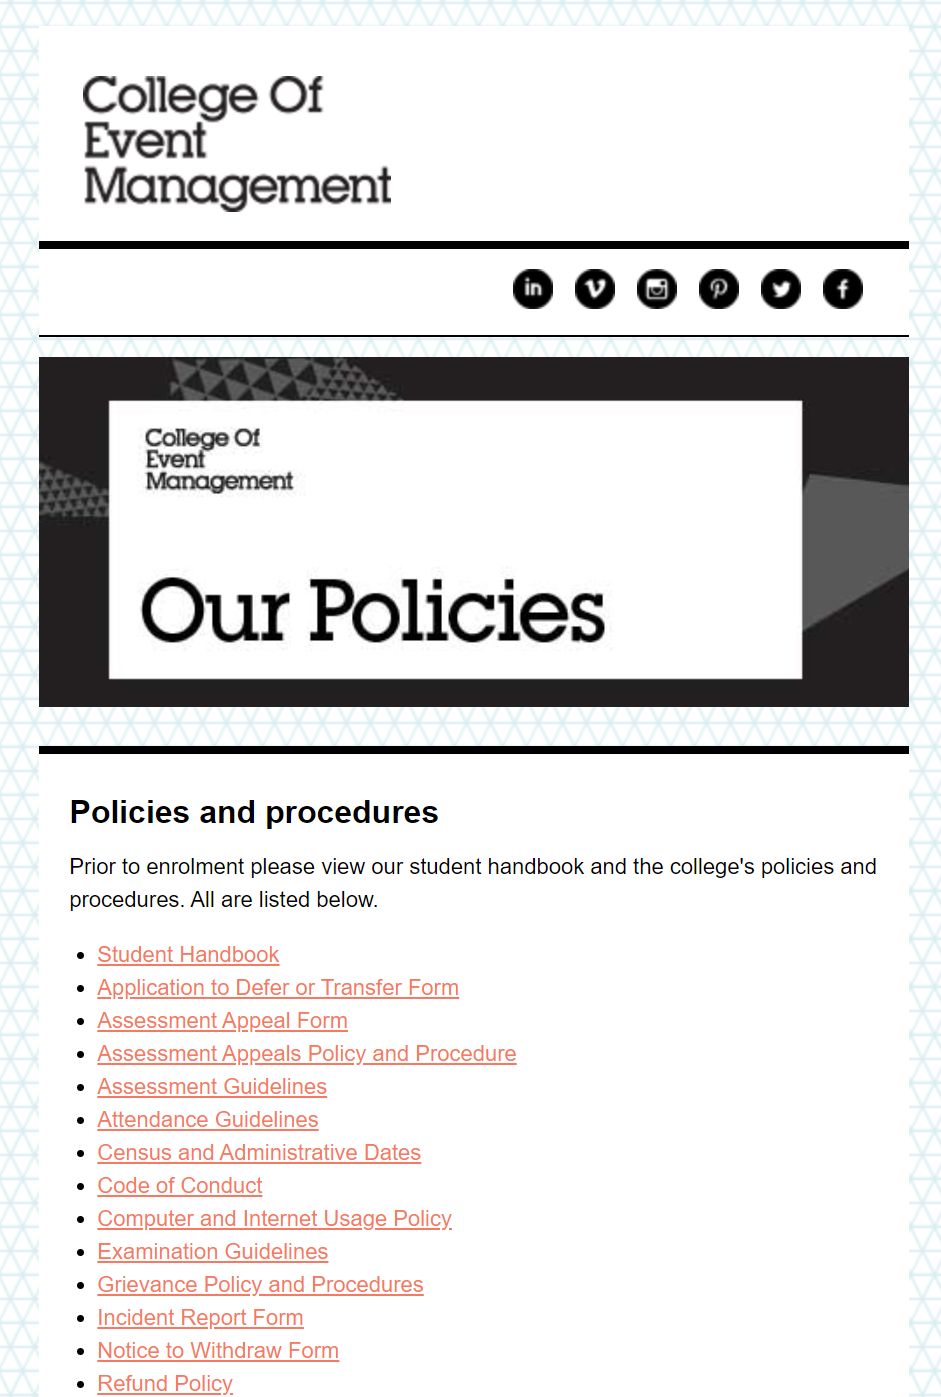 College Of
Event
Management
College Of
Event
Management
Our Policies
Policies and procedures
Prior to enrolment please view our student handbook and the college's policies and
procedures. All are listed below.
Student Handbook
Application to Defer or Transfer Form
Assessment Appeal Form
Assessment Appeals Policy and Procedure
Assessment Guidelines
Attendance Guidelines
Census and Administrative Dates
Code of Conduct
Computer and Internet Usage Policy
Examination Guidelines
Grievance Policy and Procedures
Incident Report Form
Notice to Withdraw Form
Refund Policy